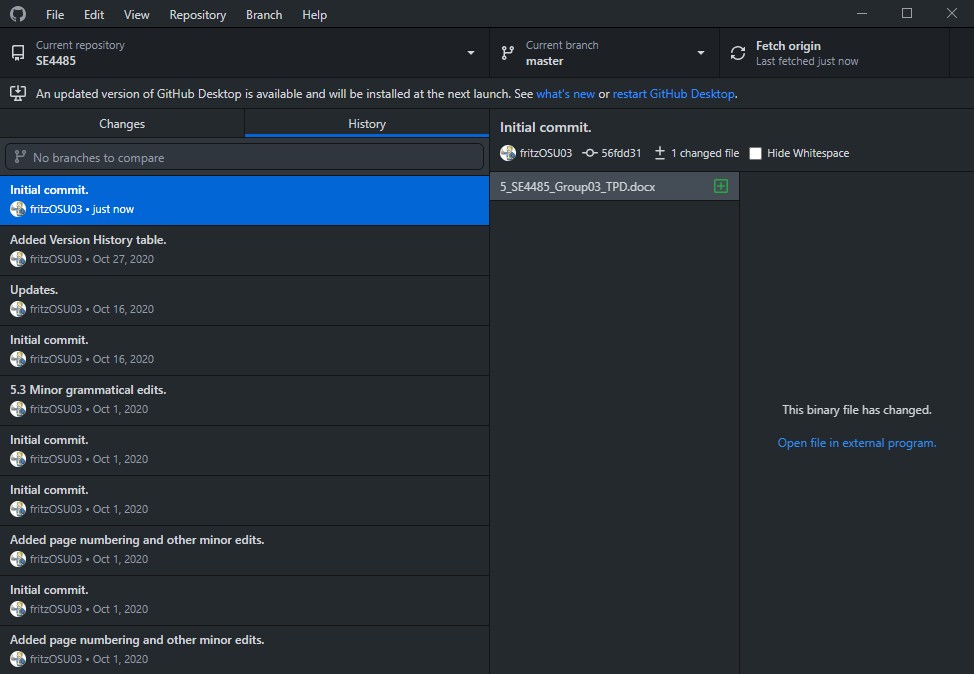 File Edit View Repository Branch Help
Current repository
SE4485
Current branch
master
Fetch origin
Last fetched just now
An updated version of GitHub Desktop is available and will be installed at the next launch. See what's new or restart GitHub Desktop.
Changes
History
No branches to compare
Initial commit.
fritzOSU03 • just now
Added Version History table.
fritzOSU03 • Oct 27, 2020
Updates.
fritzOSU03 • Oct 16, 2020
Initial commit.
fritzOSU03 • Oct 16, 2020
5.3 Minor grammatical edits.
fritzOSU03 • Oct 1, 2020
Initial commit.
fritzOSU03 • Oct 1, 2020
Initial commit.
fritzOSU03 • Oct 1, 2020
Added page numbering and other minor edits.
fritzOSU03 • Oct 1, 2020
Initial commit.
fritzOSU03 • Oct 1, 2020
Added page numbering and other minor edits.
fritzOSU03 • Oct 1, 2020
Initial commit.
fritzOSU03 56fdd31 1 changed file Hide Whitespace
5_SE4485_Group03_TPD.docx
This binary file has changed.
Open file in external program.